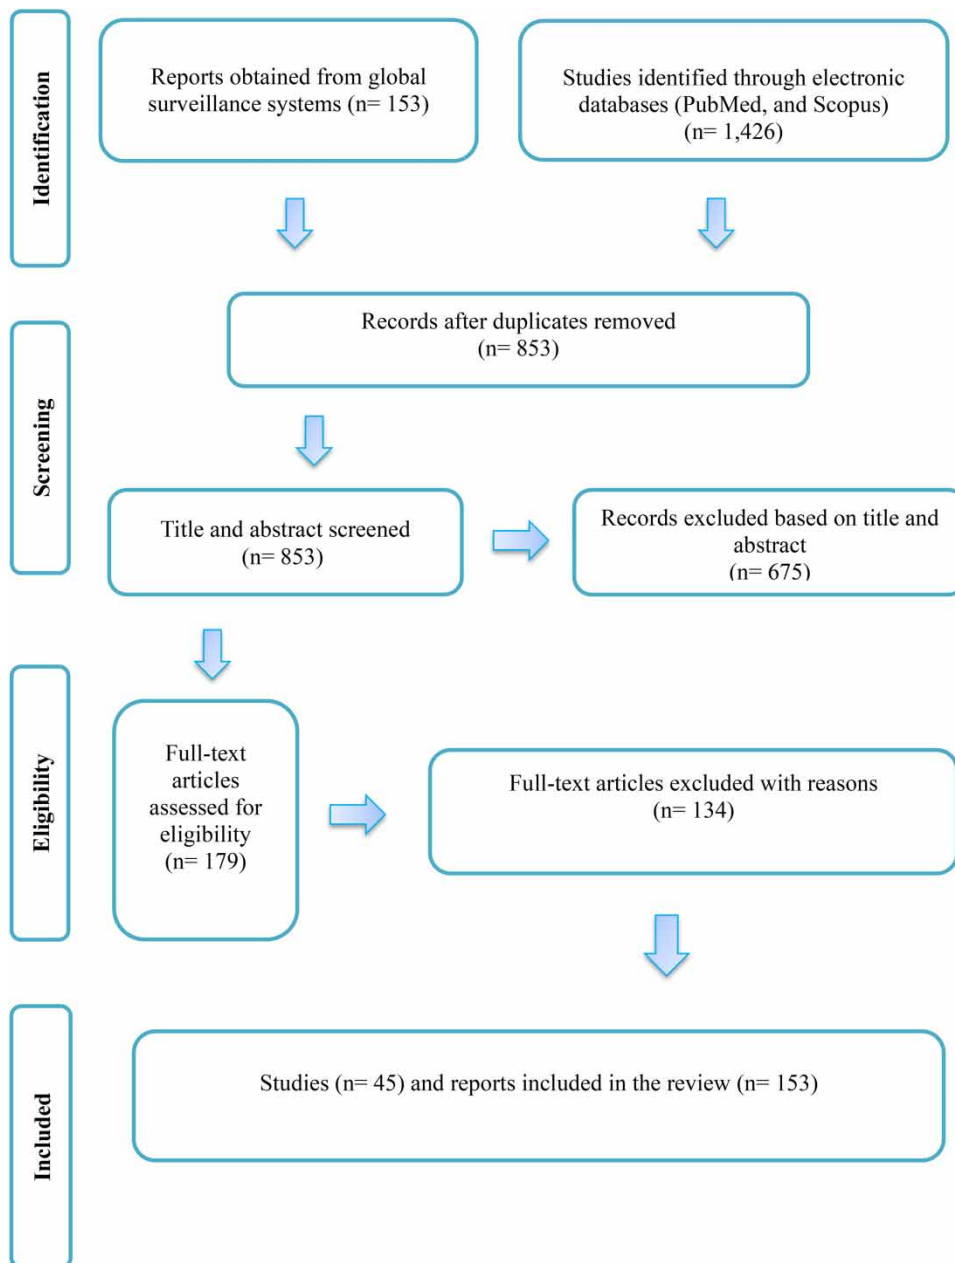 Identification
Reports obtained from global
surveillance systems (n= 153)
Studies identified through electronic
databases (PubMed, and Scopus)
(n= 1,426)
Screening
Records after duplicates removed
(n= 853)
Title and abstract screened
(n= 853)
Records excluded based on title and
abstract
(n= 675)
Eligibility
Full-text
articles
assessed for
eligibility
(n= 179)
Full-text articles excluded with reasons
(n= 134)
Included
Studies (n= 45) and reports included in the review (n= 153)